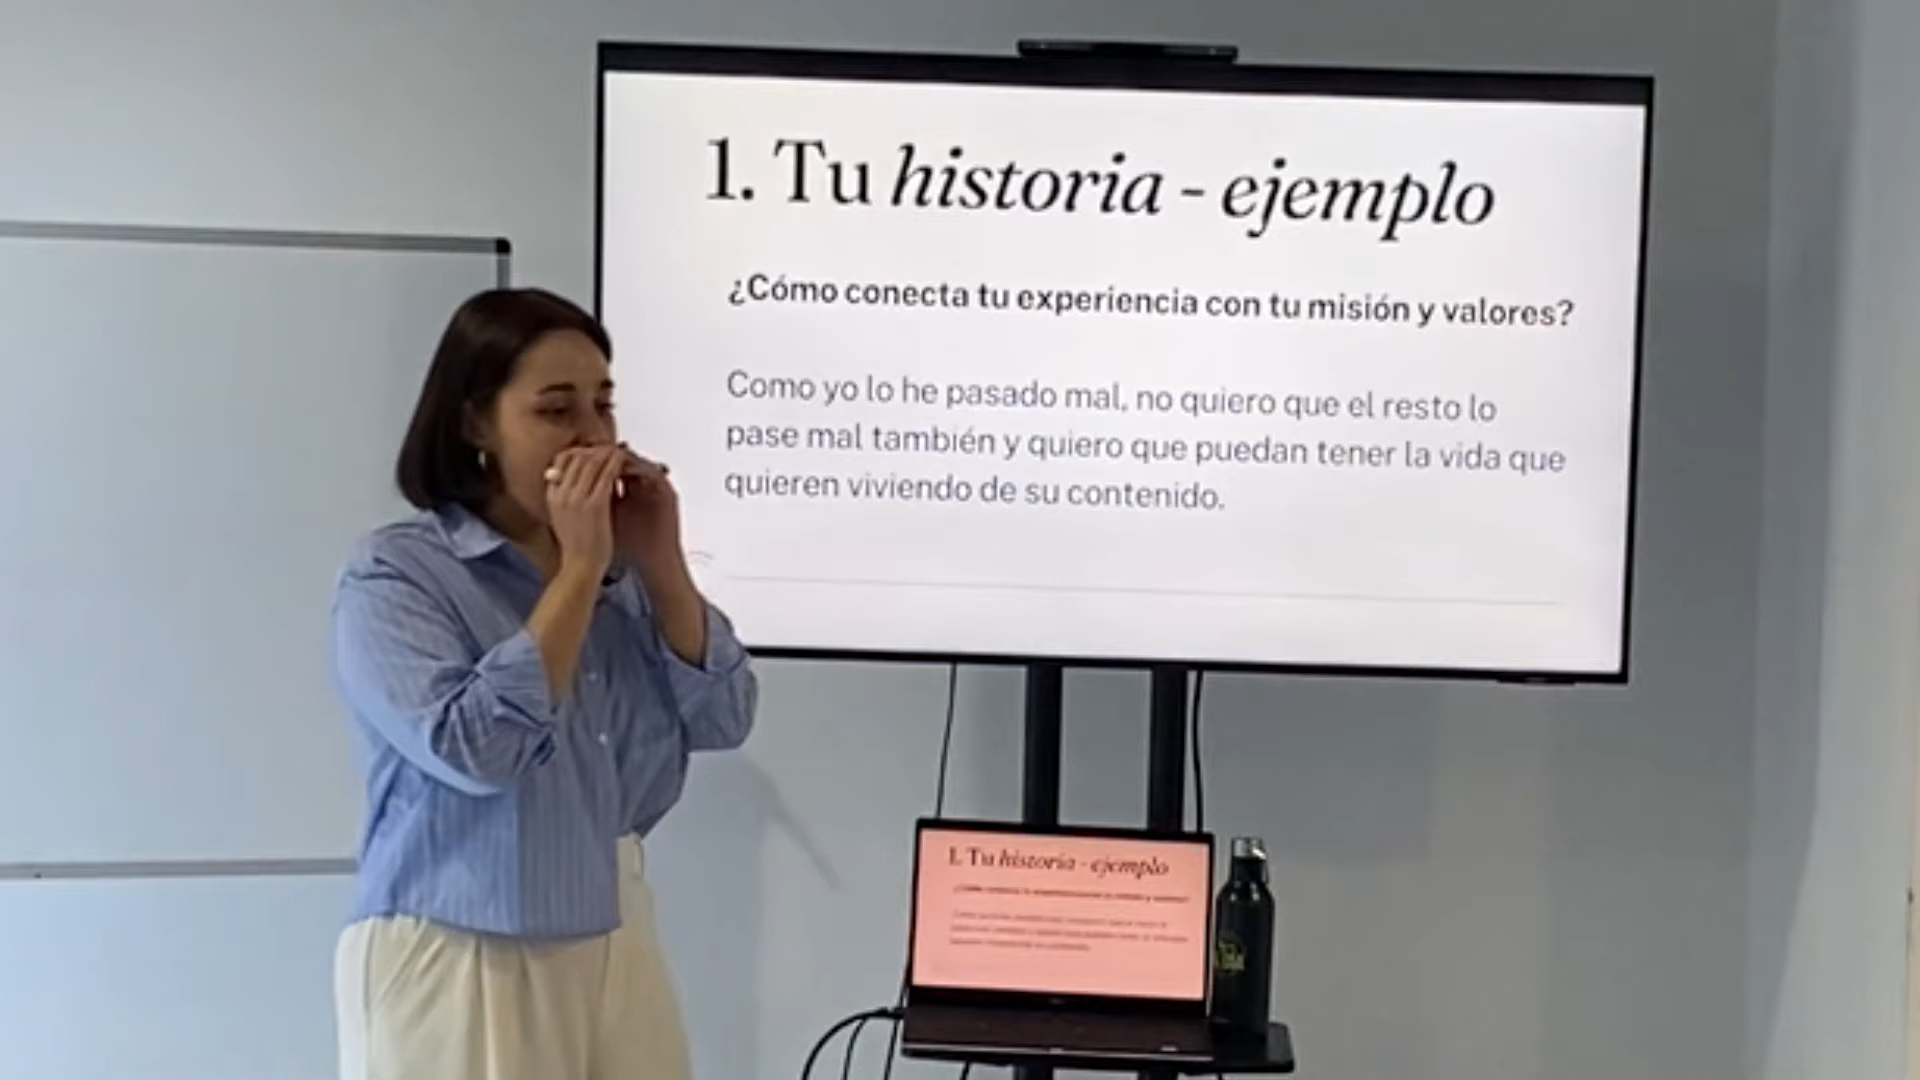 1. Tu historia - ejemplo
¿Cómo conecta tu experiencia con tu misión y valores?
Como yo lo he pasado mal, no quiero que el resto lo
pase mal también y quiero que puedan tener la vida que
quieren viviendo de su contenido.
1. Tu historia - ejemplo